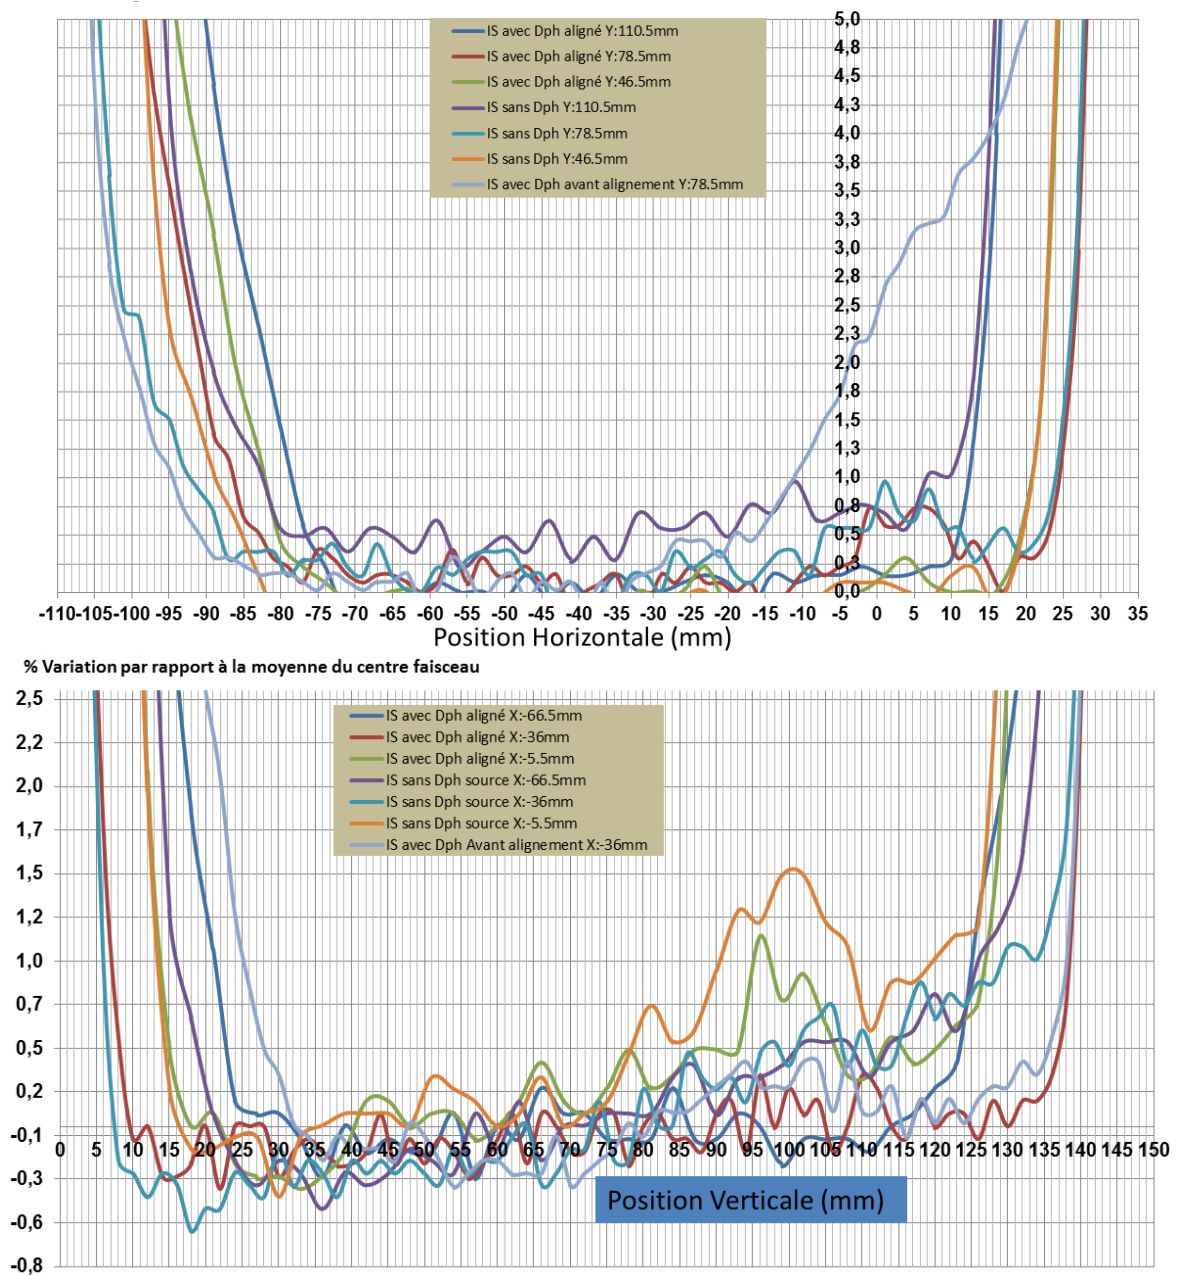 5,0
IS avec Dph aligné Y:110.5mm
4,8
IS avec Dph aligné Y:78.5mm
4,5
IS avec Dph aligné Y:46.5mm
4,3
IS sans Dph Y:110.5mm
4,0
IS sans Dph Y:78.5mm
3,8
IS sans Dph Y:46.5mm
3,5
IS avec Dph avant alignement Y:78.5mm
3,3
3,0
2,8
2,5
2,3
2,0
1,8
1,5
1,3
1,0
0,8
0,5
0,3
0,0
-110 -105 -100 -95 -90 -85 -80 -75 -70 -65 -60 -55 -50 -45 -40 -35 -30 -25 -20 -15 -10 -5 0 5 10 15 20 25 30 35
Position Horizontale (mm)
% Variation par rapport à la moyenne du centre faisceau
2,5
IS avec Dph aligné X:-66.5mm
IS avec Dph aligné X:-36mm
2,2
IS avec Dph aligné X:-5.5mm
IS sans Dph source X:-66.5mm
2,0
IS sans Dph source X:-36mm
IS sans Dph source X:-5.5mm
1,7
IS avec Dph Avant alignement X:-36mm
1,5
1,2
1,0
0,7
0,5
0,2
-0,1
0 5 10 15 20 25 30 35 40 45 50 55 60 65 70 75 80 85 90 95 100 105 110 115 120 125 130 135 140 145 150
-0,3
Position Verticale (mm)
-0,6
-0,8